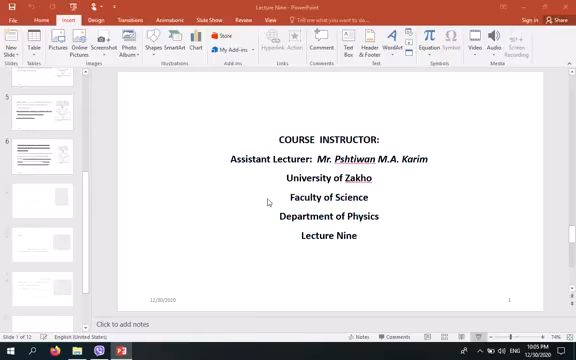 Lecture Nine - PowerPoint
File Home Insert Design Transitions Animations Slide Show Review View Tell me what you want to do... Sign in Share
New Slide Table Pictures Online Pictures Screenshot Photo Album Shapes SmartArt Chart Store My Add-ins Hyperlink Action Comment Text Box Header & Footer WordArt Equation Symbol Video Audio Screen Recording
Slides Tables Images Illustrations Add-ins Links Comments Text Symbols Media
5
6
COURSE INSTRUCTOR:
Assistant Lecturer: Mr. Pshtiwan M.A. Karim
University of Zakho
Faculty of Science
Department of Physics
Lecture Nine
12/30/2020 1
Click to add notes
Slide 1 of 12 English (United States) Notes Comments 74%
ENG 10:05 PM
12/30/2020